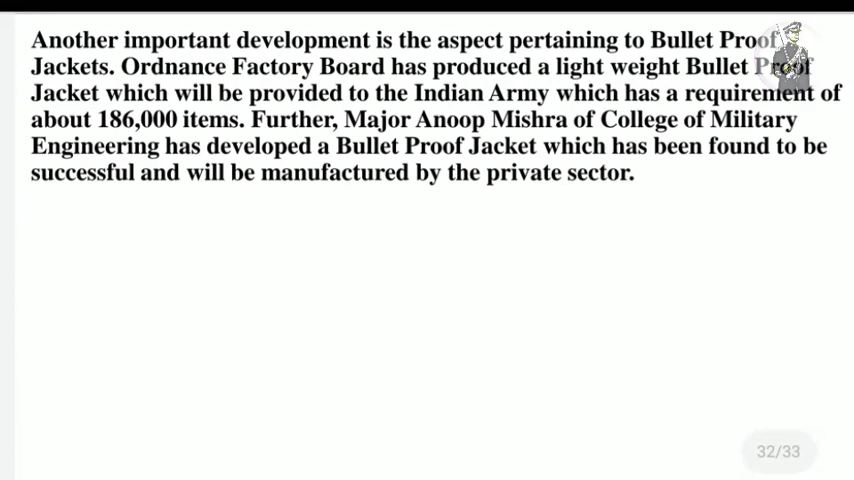 Another important development is the aspect pertaining to Bullet Proof
Jackets. Ordnance Factory Board has produced a light weight Bullet Proof
Jacket which will be provided to the Indian Army which has a requirement of
about 186,000 items. Further, Major Anoop Mishra of College of Military
Engineering has developed a Bullet Proof Jacket which has been found to be
successful and will be manufactured by the private sector.
32/33